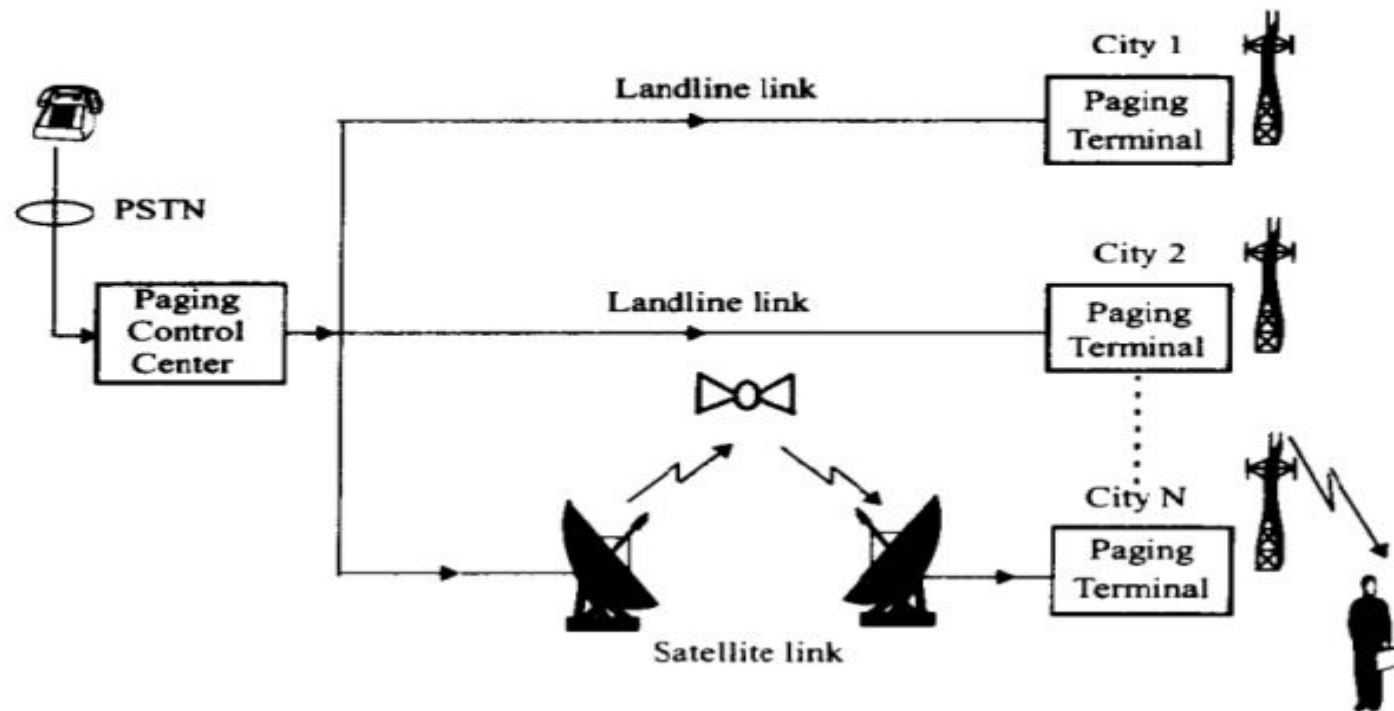 City 1
Landline link
Paging
Terminal
PSTN
City 2
Paging
Control
Center
Landline link
Paging
Terminal
City N
Paging
Terminal
Satellite link